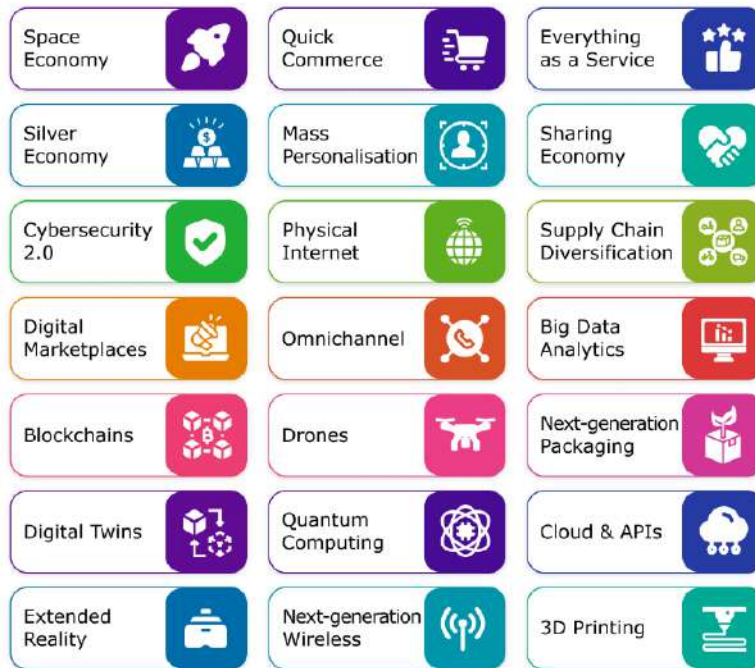 Space
Economy
Quick
Commerce
Everything
as a Service
Silver
Economy
Mass
Personalisation
Sharing
Economy
Cybersecurity
2.0
Physical
Internet
Supply Chain
Diversification
Digital
Marketplaces
Omnichannel
Big Data
Analytics
Blockchains
Drones
Next-generation
Packaging
Digital Twins
Quantum
Computing
Cloud & APIs
Extended
Reality
Next-generation
Wireless
3D Printing